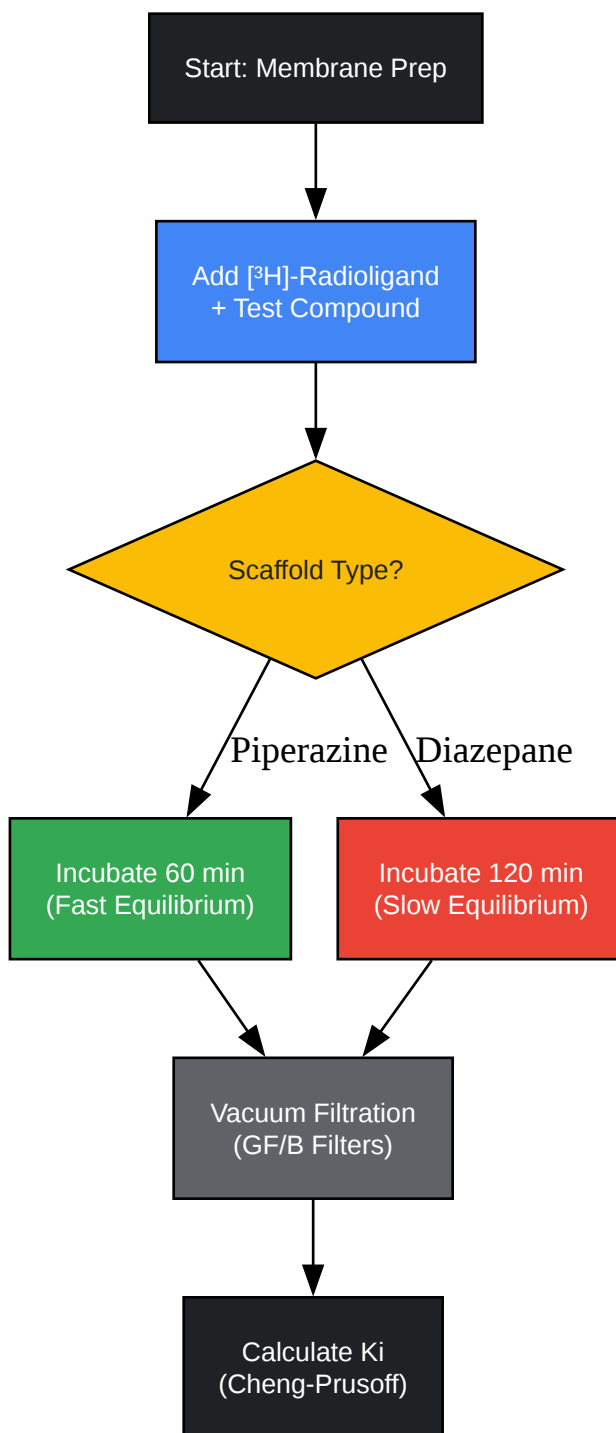 Start: Membrane Prep
Add [³H]-Radioligand
+ Test Compound
Scaffold Type?
Piperazine
Diazepane
Incubate 60 min
(Fast Equilibrium)
Incubate 120 min
(Slow Equilibrium)
Vacuum Filtration
(GF/B Filters)
Calculate Ki
(Cheng-Prusoff)